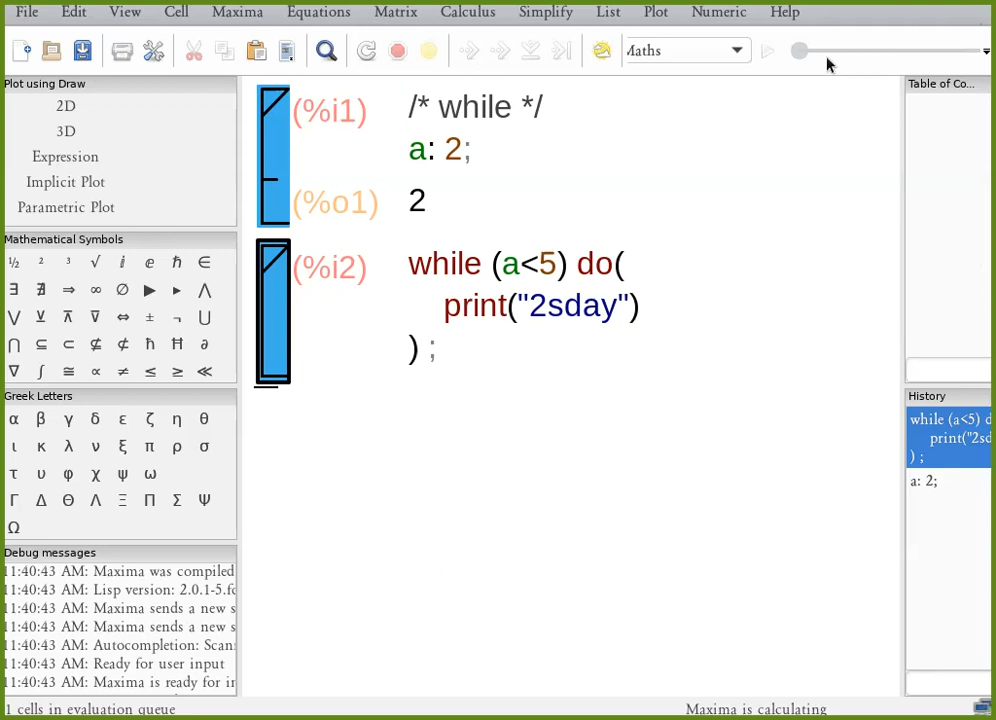 File Edit View Cell Maxima Equations Matrix Calculus Simplify List Plot Numeric Help
Maths
Plot using Draw
2D
3D
Expression
Implicit Plot
Parametric Plot
Mathematical Symbols
½ ² ³ √ ⅈ ⅇ ħ ∈
∃ ∄ ⇒ ∞ ∅ ▶ ▸ ⋀
⋁ ⊻ ⊼ ⊽ ⇔ ± ¬ ⋃
⋂ ⊆ ⊂ ⊈ ⊄ ħ Ħ ∂
∇ ∫ ≅ ∝ ≠ ≤ ≥ ≪
Greek Letters
α β γ δ ε ζ η θ
ι κ λ ν ξ π ρ σ
τ υ φ χ ψ ω
Γ Δ Θ Λ Ξ Π Σ Ψ
Ω
Debug messages
11:40:43 AM: Maxima was compiled
11:40:43 AM: Lisp version: 2.0.1-5.fc
11:40:43 AM: Maxima sends a new s
11:40:43 AM: Maxima sends a new s
11:40:43 AM: Autocompletion: Scan
11:40:43 AM: Ready for user input
11:40:43 AM: Maxima is ready for in
(%i1) /* while */
a: 2;
(%o1) 2
(%i2) while (a<5) do(
print("2sday")
) ;
Table of Co...
History
while (a<5) d
print("2sd
) ;
a: 2;
1 cells in evaluation queue
Maxima is calculating